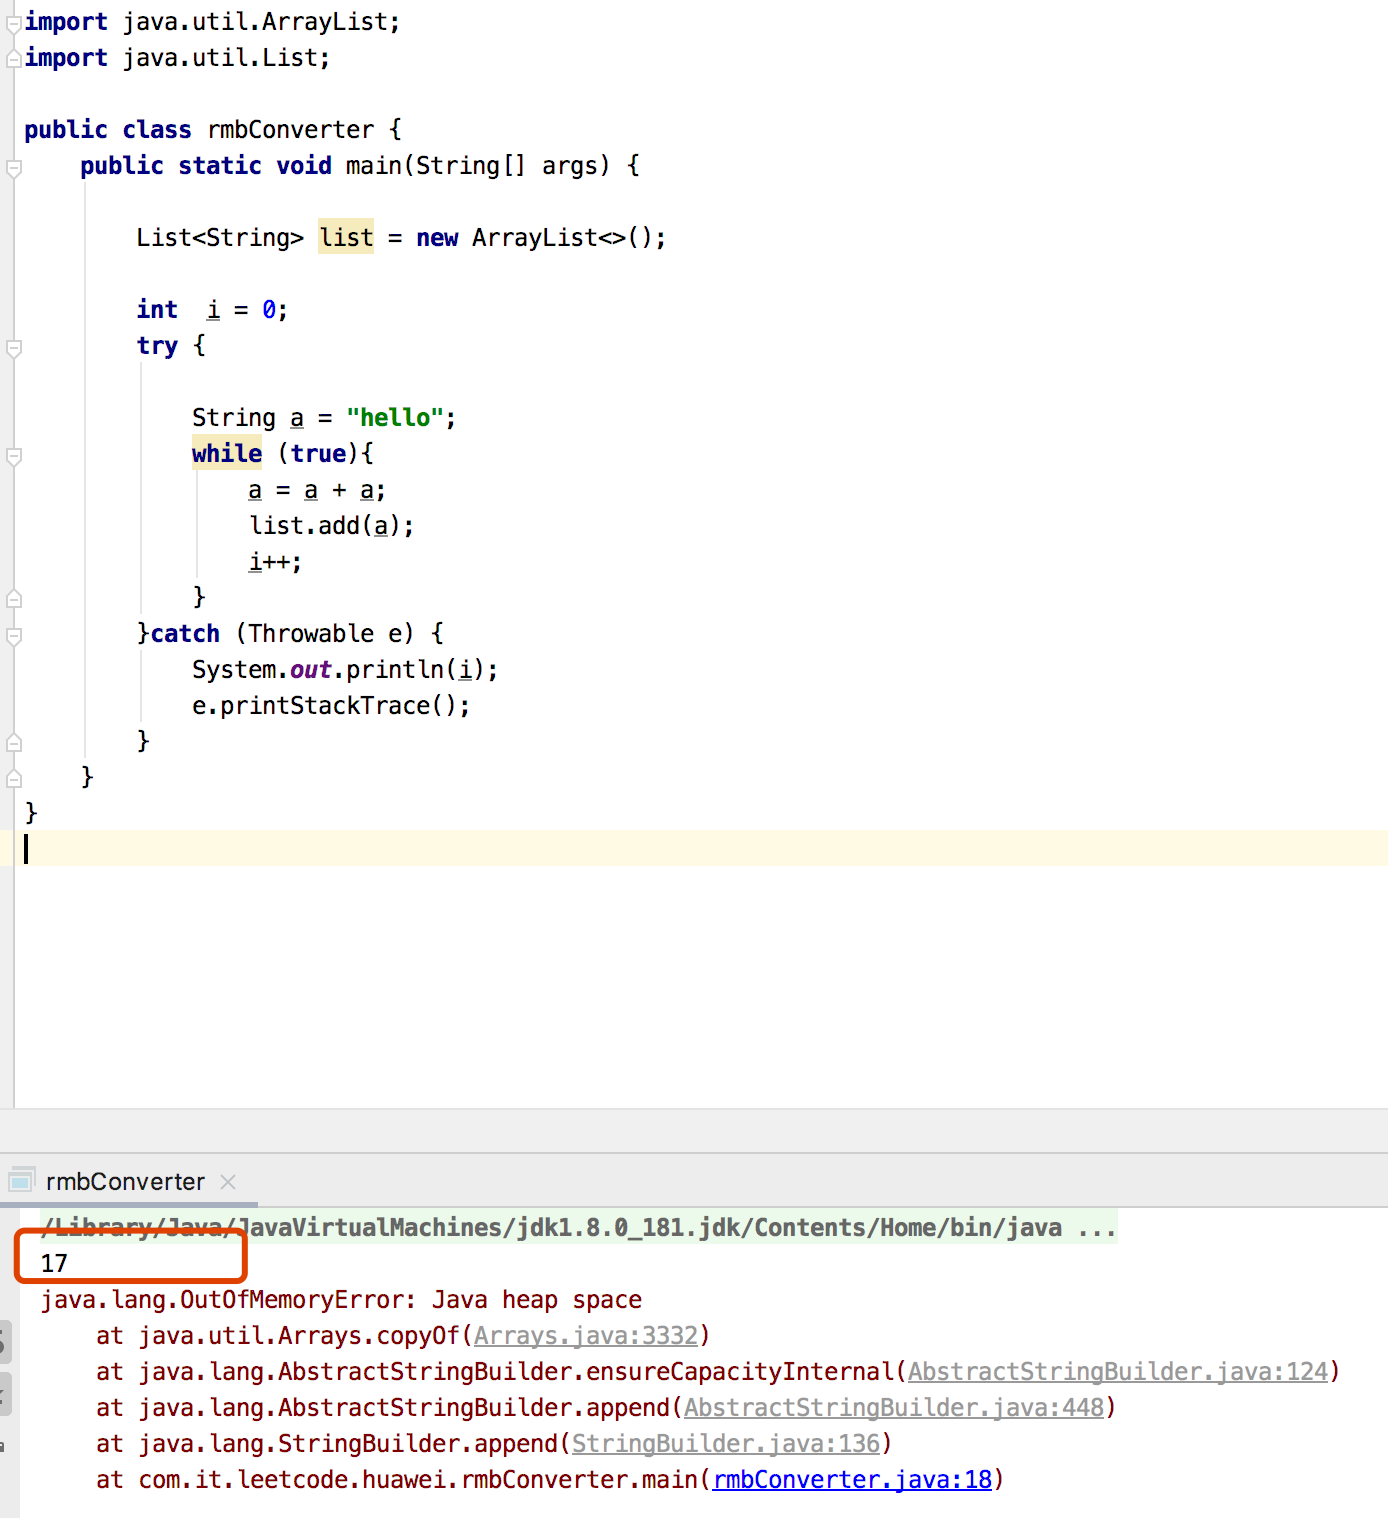 import java.util.ArrayList;
import java.util.List;
public class rmbConverter {
public static void main(String[] args) {
List<String> list = new ArrayList<>();
int  i = 0;
try {
String a = "hello";
while (true){
a = a + a;
list.add(a);
i++;
}
}catch (Throwable e) {
System.out.println(i);
e.printStackTrace();
}
}
}
rmbConverter
/Library/Java/JavaVirtualMachines/jdk1.8.0_181.jdk/Contents/Home/bin/java ...
17
java.lang.OutOfMemoryError: Java heap space
at java.util.Arrays.copyOf(Arrays.java:3332)
at java.lang.AbstractStringBuilder.ensureCapacityInternal(AbstractStringBuilder.java:124)
at java.lang.AbstractStringBuilder.append(AbstractStringBuilder.java:448)
at java.lang.StringBuilder.append(StringBuilder.java:136)
at com.it.leetcode.huawei.rmbConverter.main(rmbConverter.java:18)